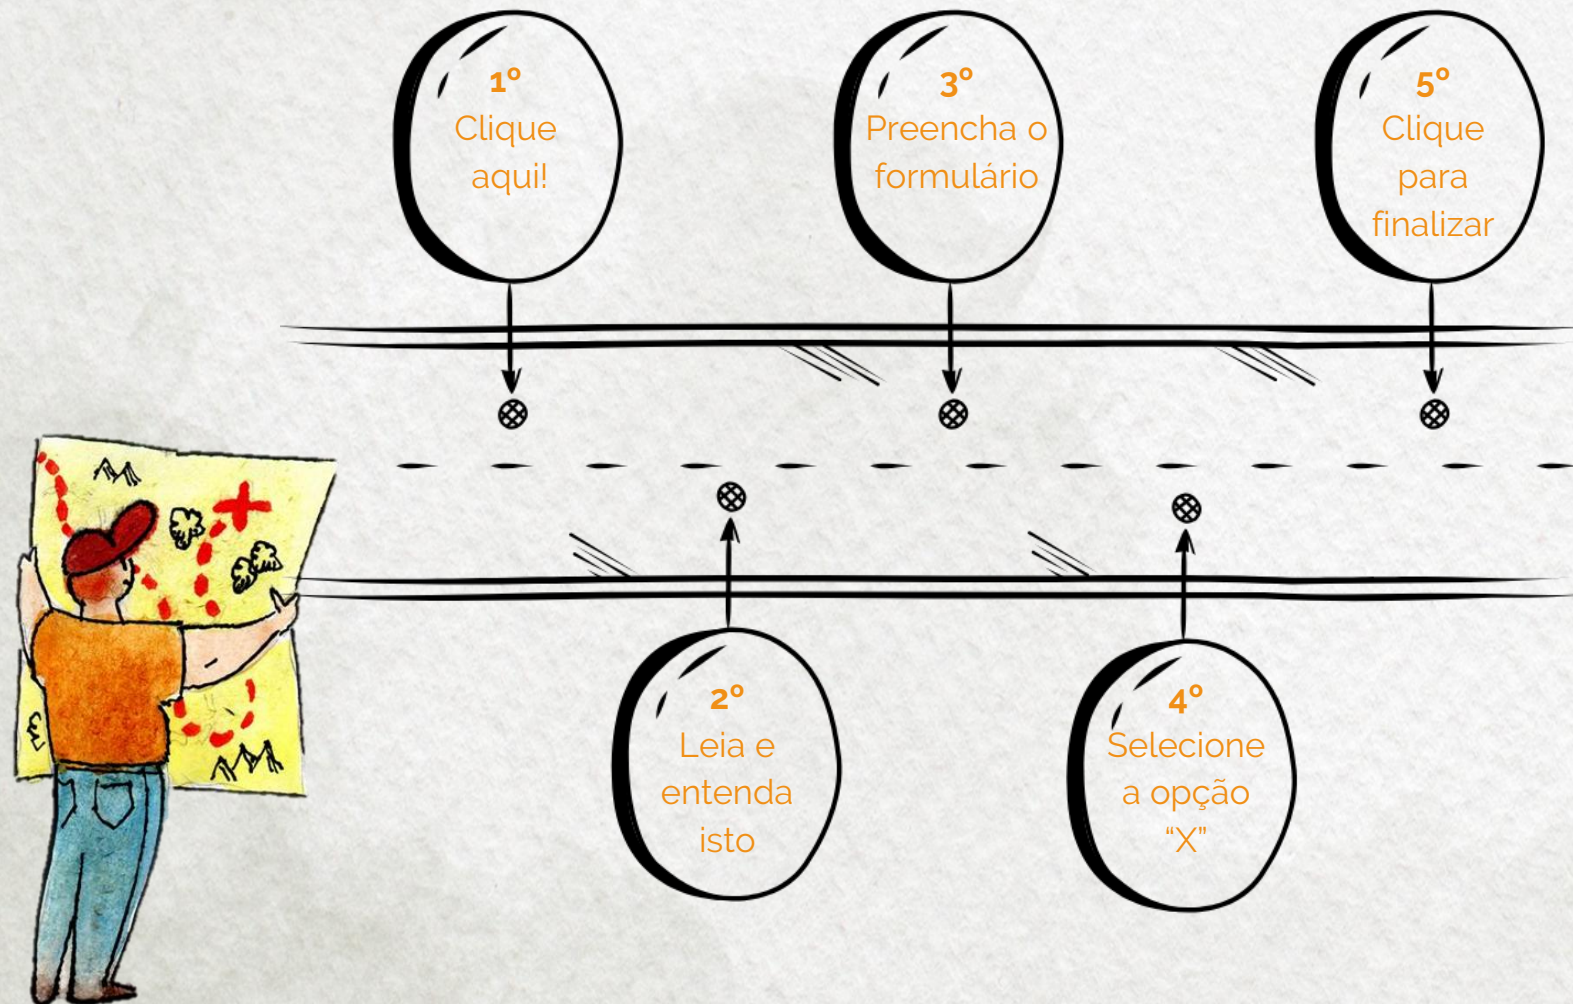 1º
Clique
aqui!
2º
Leia e
entenda
isto
3º
Preencha o
formulário
4º
Selecione
a opção
“X”
5º
Clique
para
finalizar